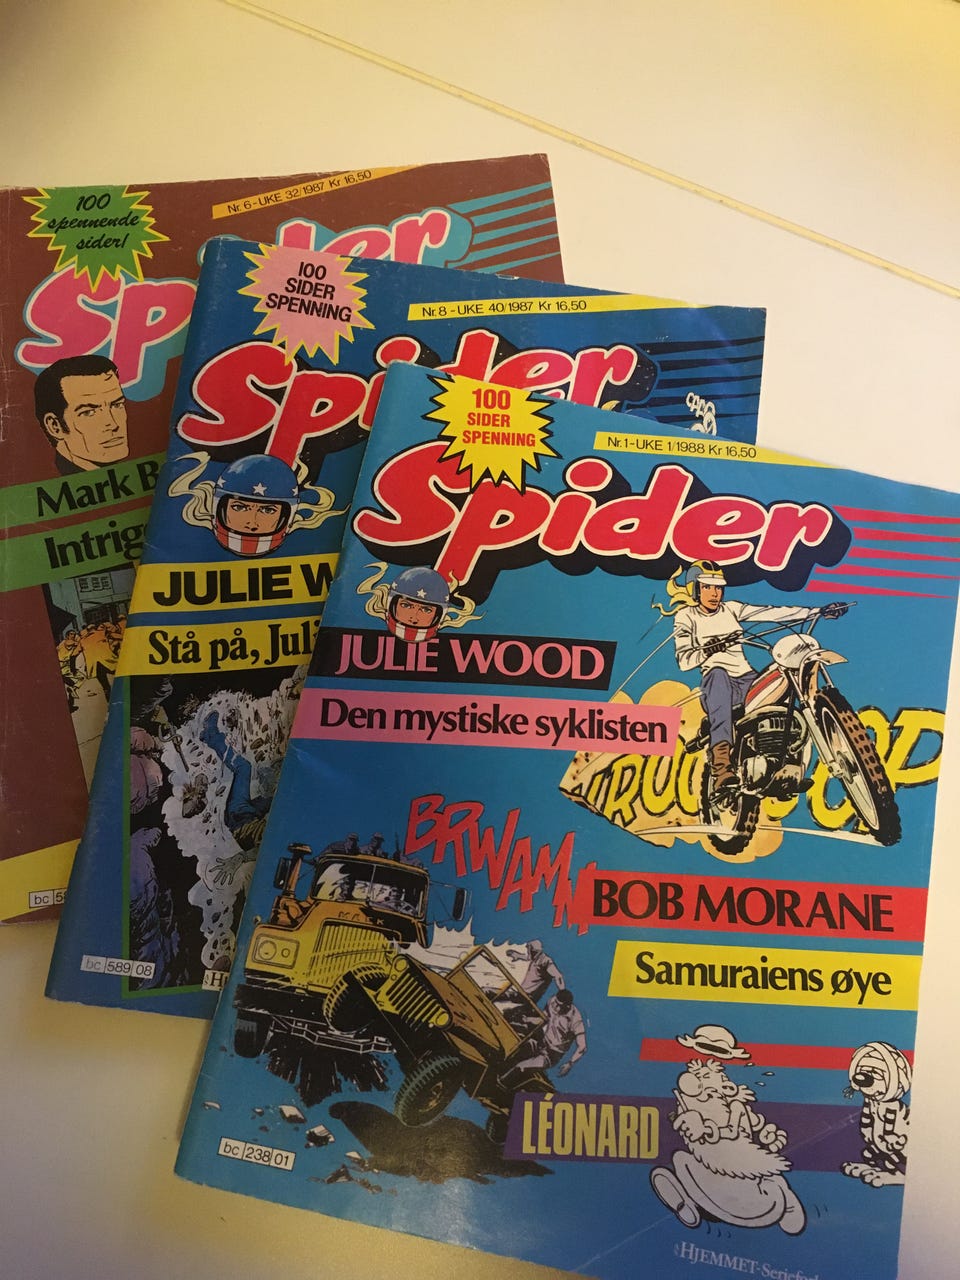 100
spennende
sider!
Nr. 6 - UKE 32/1987 Kr 16,50
Spider
Mark B
Intrig
bc 58
100
SIDER
SPENNING
Nr. 8 - UKE 40/1987 Kr 16,50
Spider
JULIE W
Stå på, Juli
bc 589 08
100
SIDER
SPENNING
Nr. 1 - UKE 1/1988 Kr 16,50
Spider
JULIE WOOD
Den mystiske syklisten
BRWAM
MACK
BOB MORANE
Samuraiens øye
LÉONARD
bc 238 01
HJEMMET-Serieforl